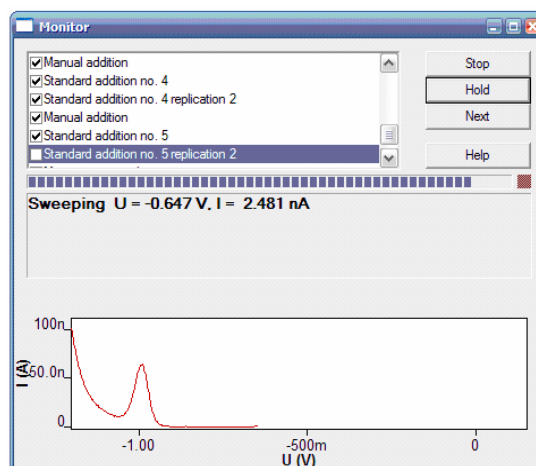 Monitor
Manual addition
Stop
Standard addition no. 4
Standard addition no. 4 replication 2
Hold
Manual addition
Standard addition no. 5
Next
Standard addition no. 5 replication 2
Help
Sweeping U = -0.647 V, I = 2.481 nA
100n
50.0n
0
I (A)
-1.00
-500m
0
U (V)